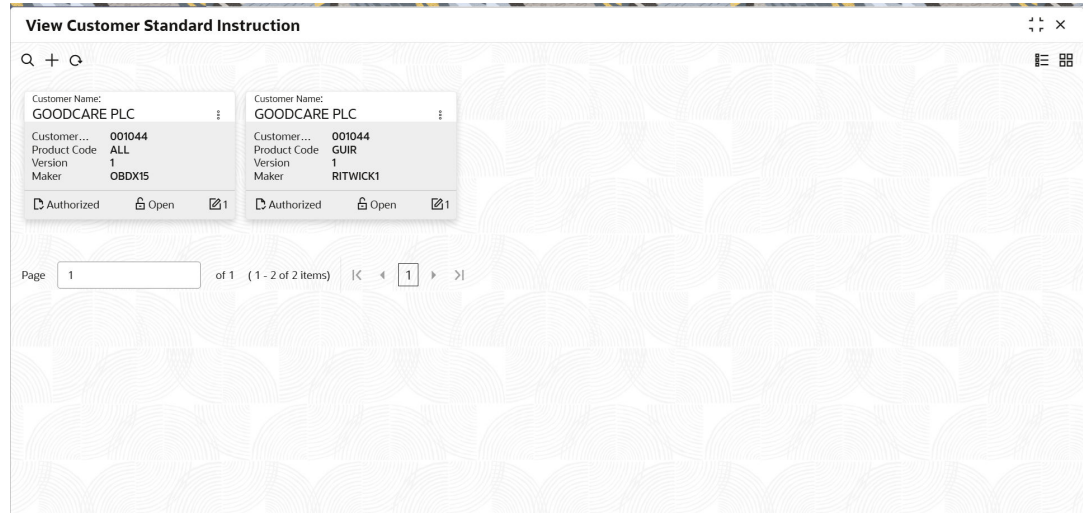 View Customer Standard Instruction
Customer Name:
GOODCARE PLC
Customer... 001044
Product Code ALL
Version 1
Maker OBDX15
Authorized Open 1
Customer Name:
GOODCARE PLC
Customer... 001044
Product Code GUIR
Version 1
Maker RITWICK1
Authorized Open 1
Page 1 of 1 ( 1 - 2 of 2 items) 1